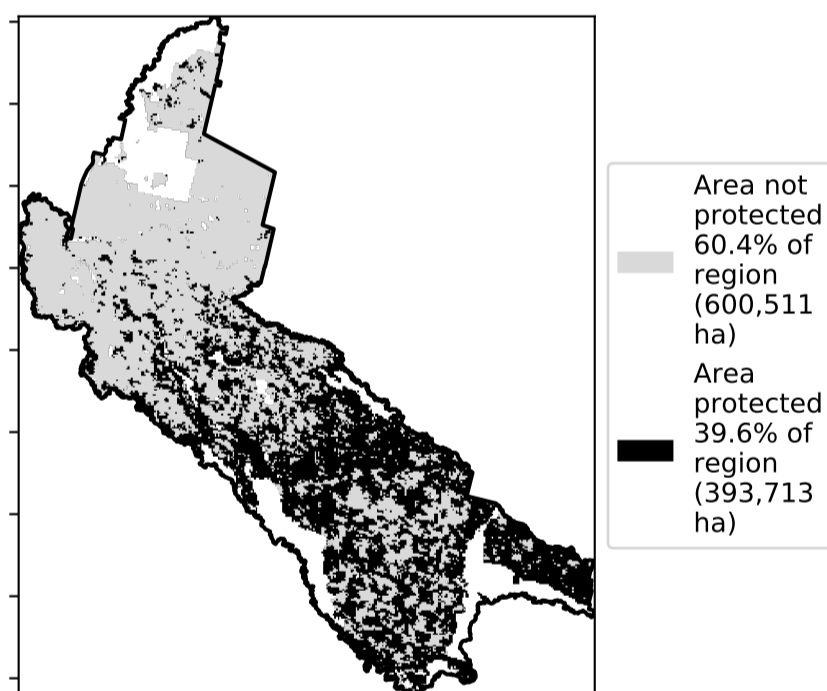 Area not
protected
60.4% of
region
(600,511
ha)
Area
protected
39.6% of
region
(393,713
ha)